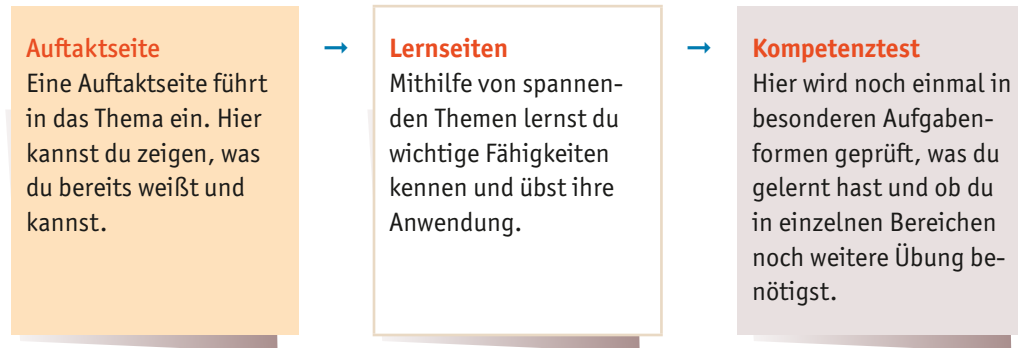 Auftaktseite
Eine Auftaktseite führt
in das Thema ein. Hier
kannst du zeigen, was
du bereits weißt und
kannst.
→
Lernseiten
Mithilfe von spannen-
den Themen lernst du
wichtige Fähigkeiten
kennen und übst ihre
Anwendung.
→
Kompetenztest
Hier wird noch einmal in
besonderen Aufgaben-
formen geprüft, was du
gelernt hast und ob du
in einzelnen Bereichen
noch weitere Übung be-
nötigst.